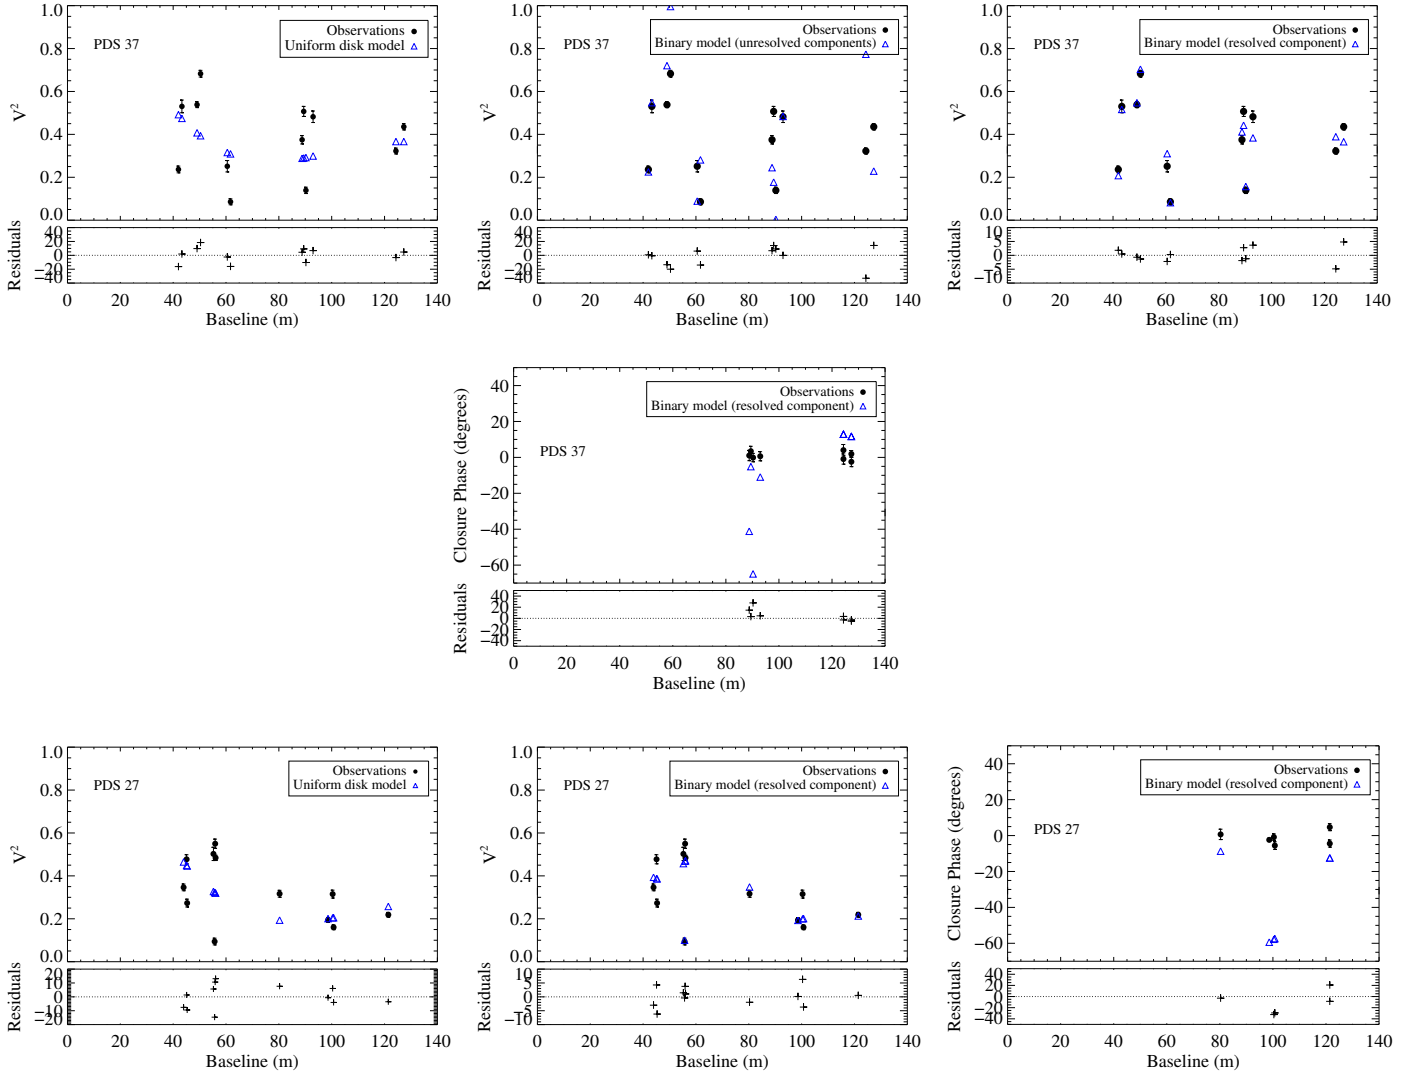 PDS 37
Observations
Uniform disk model
V²
1.0
0.8
0.6
0.4
0.2
0.0
Residuals
40
20
0
−20
−40
0 20 40 60 80 100 120 140
Baseline (m)
PDS 37
Observations
Binary model (unresolved components)
V²
1.0
0.8
0.6
0.4
0.2
0.0
Residuals
40
20
0
−20
−40
0 20 40 60 80 100 120 140
Baseline (m)
PDS 37
Observations
Binary model (resolved component)
V²
1.0
0.8
0.6
0.4
0.2
0.0
Residuals
10
5
0
−5
−10
0 20 40 60 80 100 120 140
Baseline (m)
PDS 37
Observations
Binary model (resolved component)
Closure Phase (degrees)
40
20
0
−20
−40
−60
Residuals
40
20
0
−20
−40
0 20 40 60 80 100 120 140
Baseline (m)
PDS 27
Observations
Uniform disk model
V²
1.0
0.8
0.6
0.4
0.2
0.0
Residuals
20
10
0
−10
−20
0 20 40 60 80 100 120 140
Baseline (m)
PDS 27
Observations
Binary model (resolved component)
V²
1.0
0.8
0.6
0.4
0.2
0.0
Residuals
10
5
0
−5
−10
0 20 40 60 80 100 120 140
Baseline (m)
PDS 27
Observations
Binary model (resolved component)
Closure Phase (degrees)
40
20
0
−20
−40
−60
Residuals
40
20
0
−20
−40
0 20 40 60 80 100 120 140
Baseline (m)